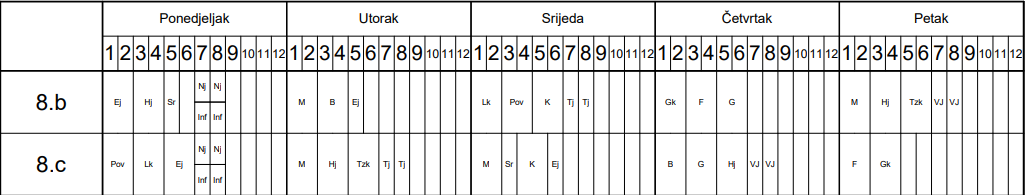 Ponedjeljak Utorak Srijeda Četvrtak Petak
1 2 3 4 5 6 7 8 9 10 11 12 1 2 3 4 5 6 7 8 9 10 11 12 1 2 3 4 5 6 7 8 9 10 11 12 1 2 3 4 5 6 7 8 9 10 11 12 1 2 3 4 5 6 7 8 9 10 11 12
Nj Nj
8.b Ej Hj Sr M B Ej Lk Pov K Tj Tj Gk F G M Hj Tzk VJ VJ
Inf Inf
Nj Nj
8.c Pov Lk Ej M Hj Tzk Tj Tj M Sr K Ej B G Hj VJ VJ F Gk
Inf Inf